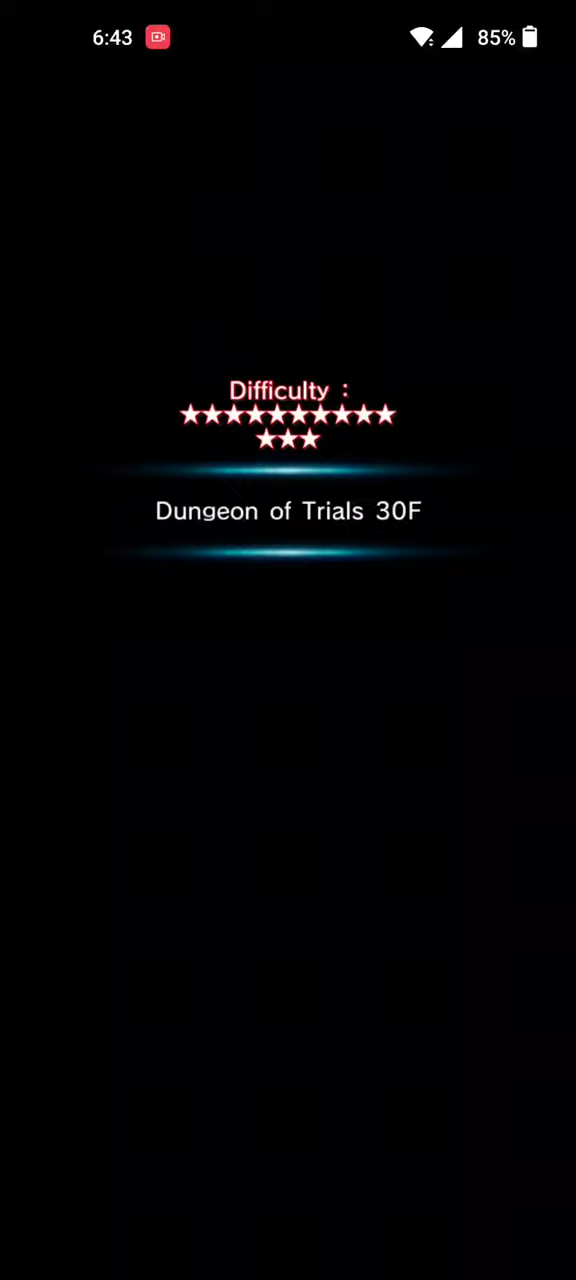 6:43 85%
Difficulty :
★★★★★★★★★★
★★★
Dungeon of Trials 30F